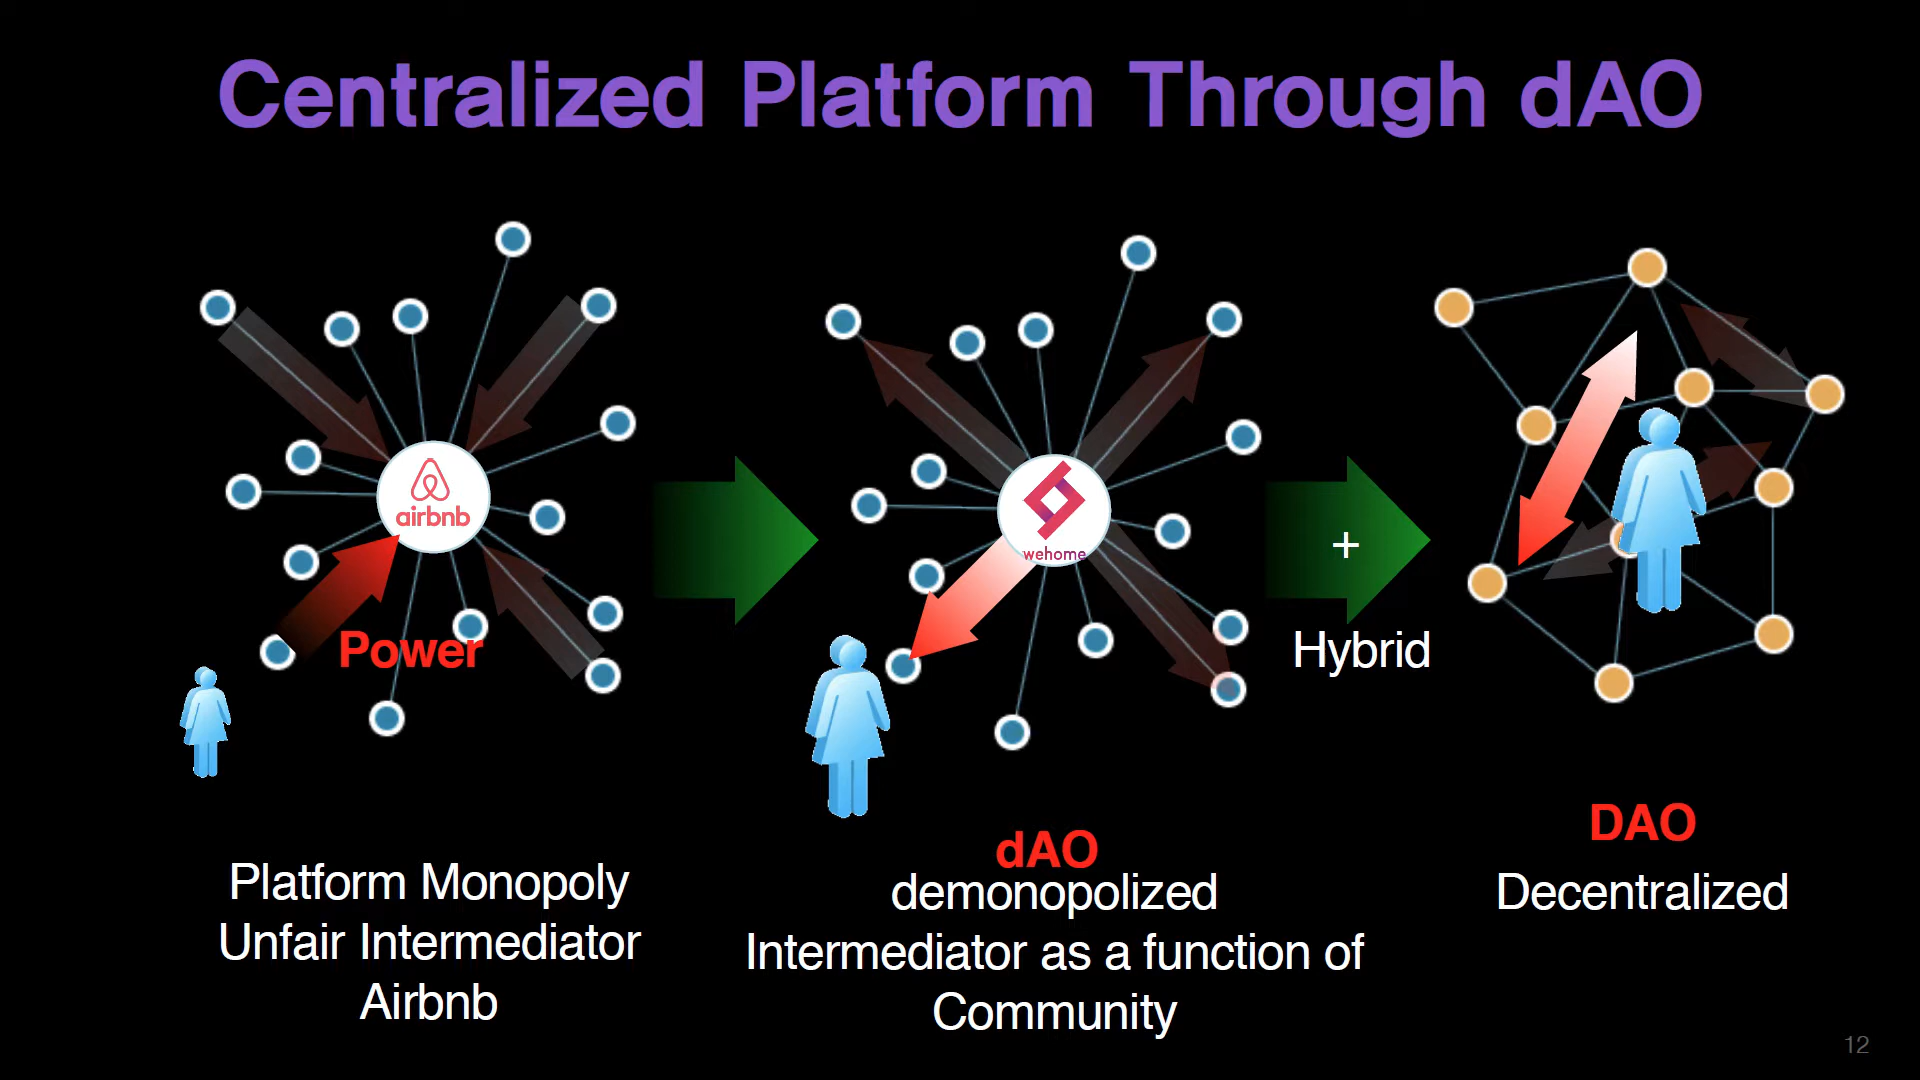 Centralized Platform Through dAO
airbnb
Power
Platform Monopoly
Unfair Intermediator
Airbnb
wehome
dAO
demonopolized
Intermediator as a function of
Community
+
Hybrid
DAO
Decentralized
12